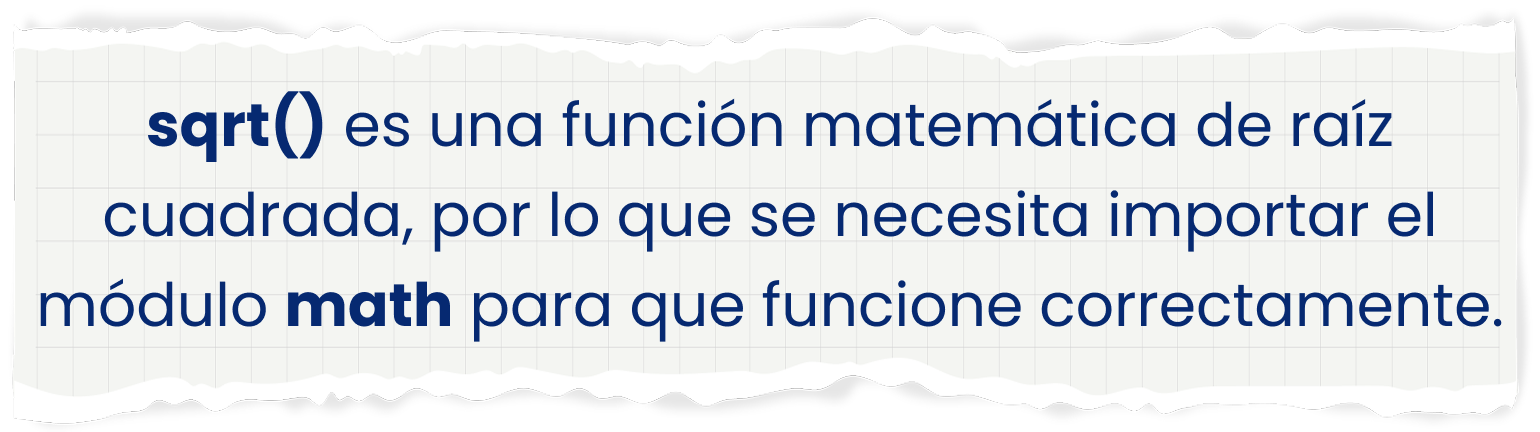 sqrt() es una función matemática de raíz
cuadrada, por lo que se necesita importar el
módulo math para que funcione correctamente.